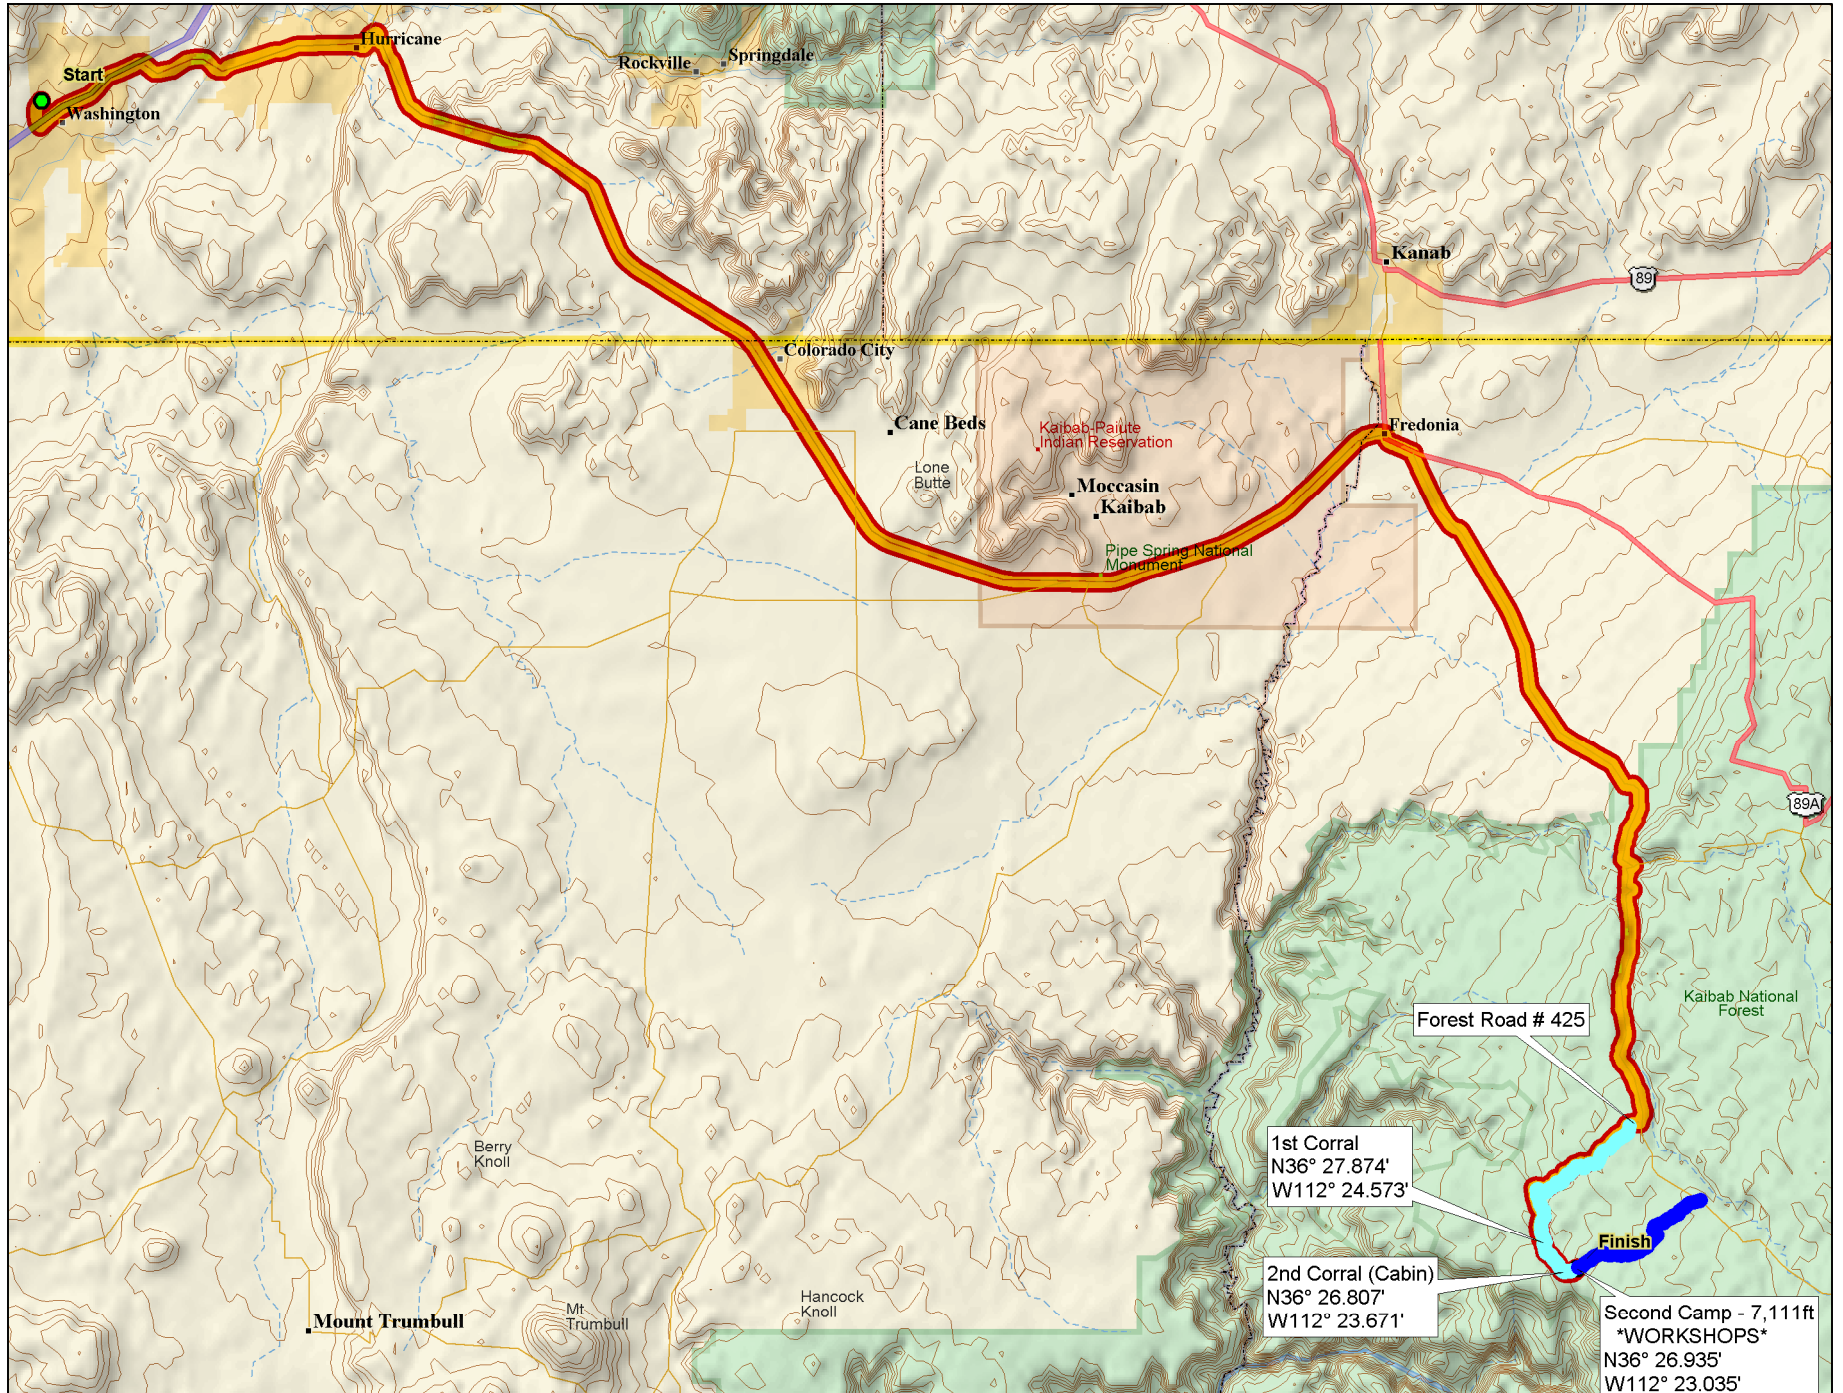 Hurricane
Springdale
Rockville
Start
Washington
Kanab
89
Colorado City
Cane Beds
Kaibab-Paiute
Indian Reservation
Fredonia
Lone
Butte
Moccasin
Kaibab
Pipe Spring National
Monument
89A
Kaibab National
Forest
Forest Road # 425
1st Corral
N36° 27.874'
W112° 24.573'
Berry
Knoll
Finish
2nd Corral (Cabin)
N36° 26.807'
W112° 23.671'
Hancock
Knoll
Mt
Trumbull
Mount Trumbull
Second Camp - 7,111ft
*WORKSHOPS*
N36° 26.935'
W112° 23.035'